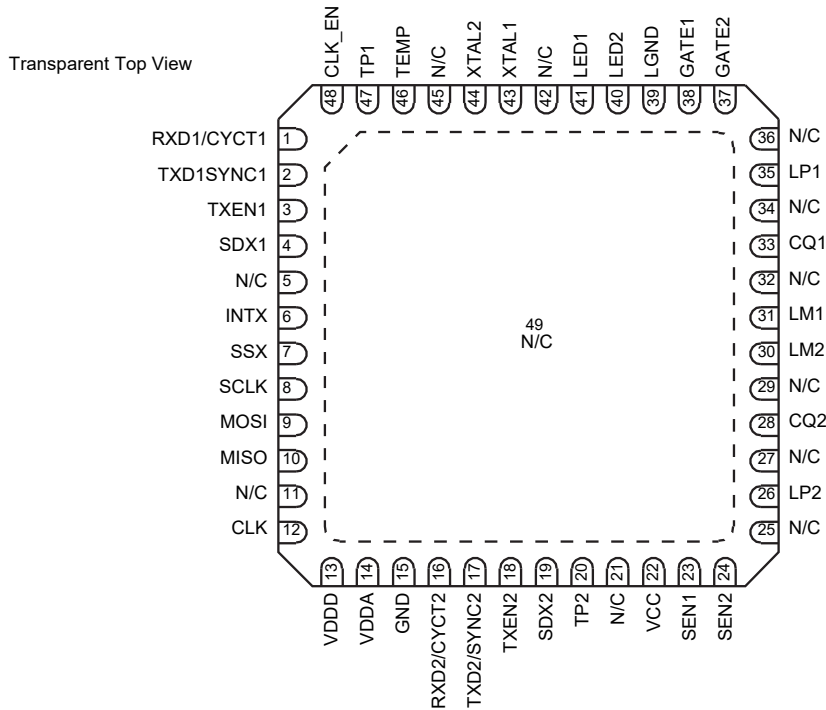 Transparent Top View
CLK_EN
TP1
TEMP
N/C
XTAL2
XTAL1
N/C
LED1
LED2
LGND
GATE1
GATE2
48
47
46
45
44
43
42
41
40
39
38
37
RXD1/CYCT1 1
TXD1SYNC1 2
TXEN1 3
SDX1 4
N/C 5
INTX 6
SSX 7
SCLK 8
MOSI 9
MISO 10
N/C 11
CLK 12
49
N/C
36 N/C
35 LP1
34 N/C
33 CQ1
32 N/C
31 LM1
30 LM2
29 N/C
28 CQ2
27 N/C
26 LP2
25 N/C
13
14
15
16
17
18
19
20
21
22
23
24
VDDD
VDDA
GND
RXD2/CYCT2
TXD2/SYNC2
TXEN2
SDX2
TP2
N/C
VCC
SEN1
SEN2